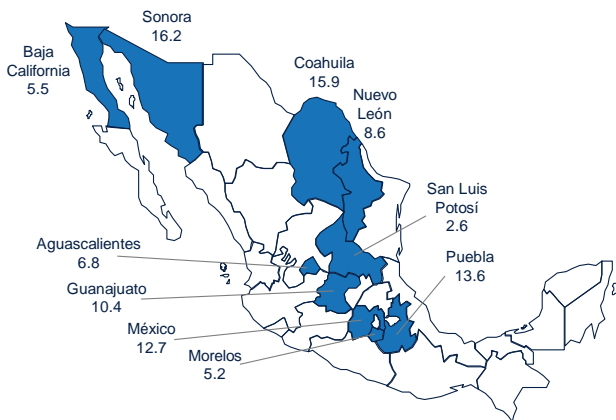 Sonora
16.2
Baja
California
5.5
Coahuila
15.9
Nuevo
León
8.6
San Luis
Potosí
2.6
Aguascalientes
6.8
Puebla
13.6
Guanajuato
10.4
México
12.7
Morelos
5.2